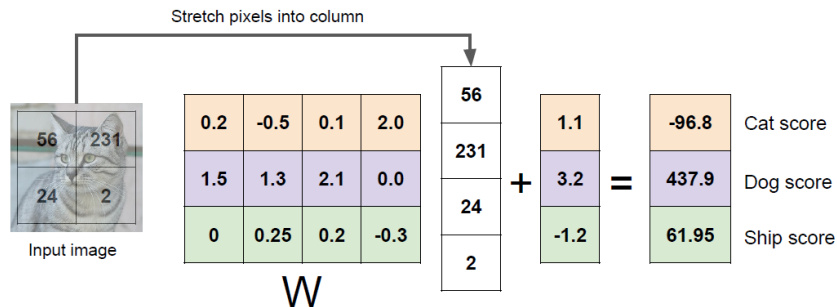 Stretch pixels into column
56 231
24 2
Input image
0.2 -0.5 0.1 2.0
1.5 1.3 2.1 0.0
0 0.25 0.2 -0.3
W
56
231
24
2
+
1.1
3.2
-1.2
=
-96.8 Cat score
437.9 Dog score
61.95 Ship score